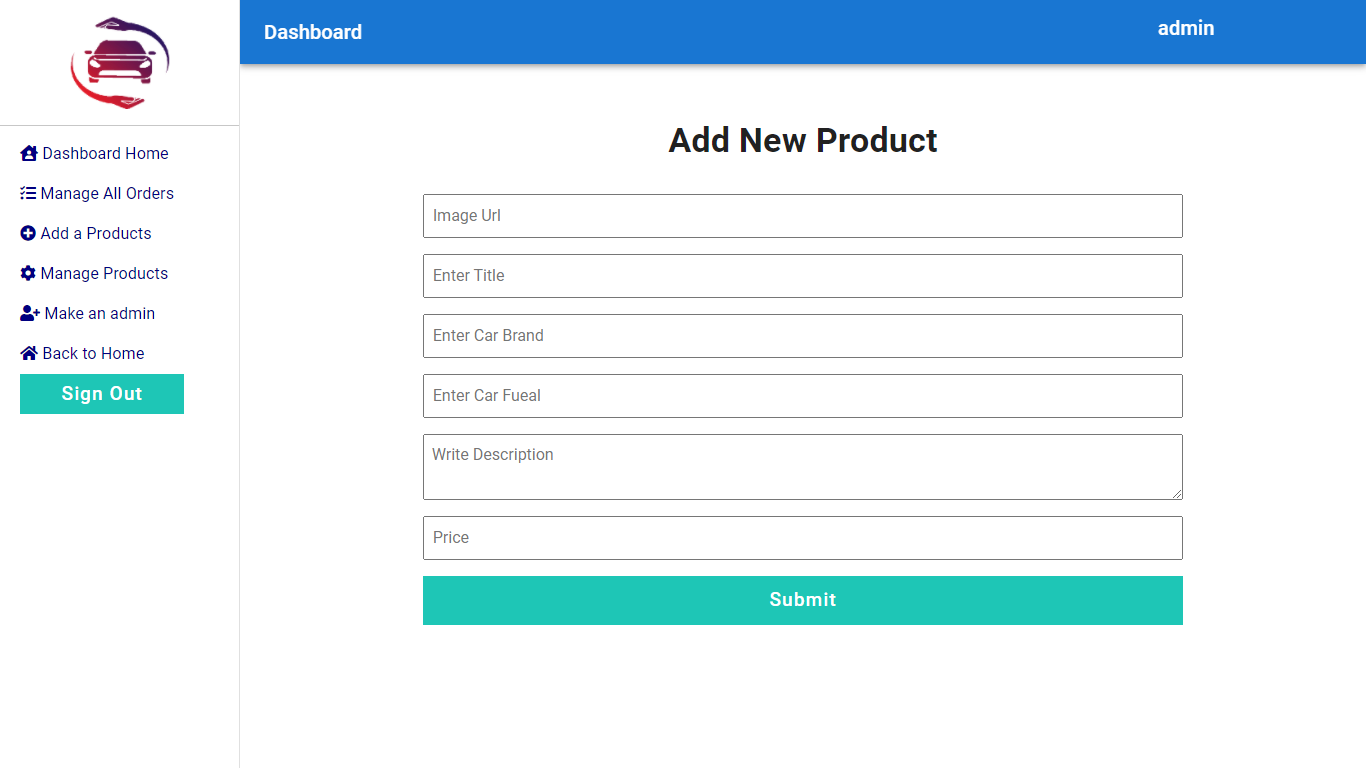 Dashboard
admin
Dashboard Home
Manage All Orders
Add a Products
Manage Products
Make an admin
Back to Home
Sign Out
Add New Product
Image Url
Enter Title
Enter Car Brand
Enter Car Fueal
Write Description
Price
Submit